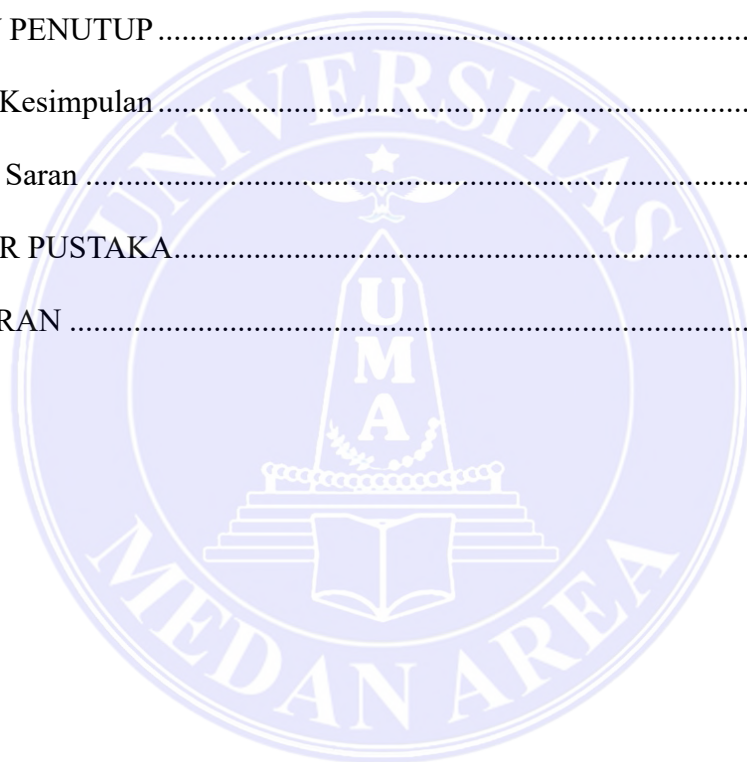 PENUTUP ..........................................................................
Kesimpulan ..........................................................................
Saran ....................................................................................
R PUSTAKA.......................................................................
RAN ......................................................................................
UNIVERSITAS
UMA
MEDAN AREA